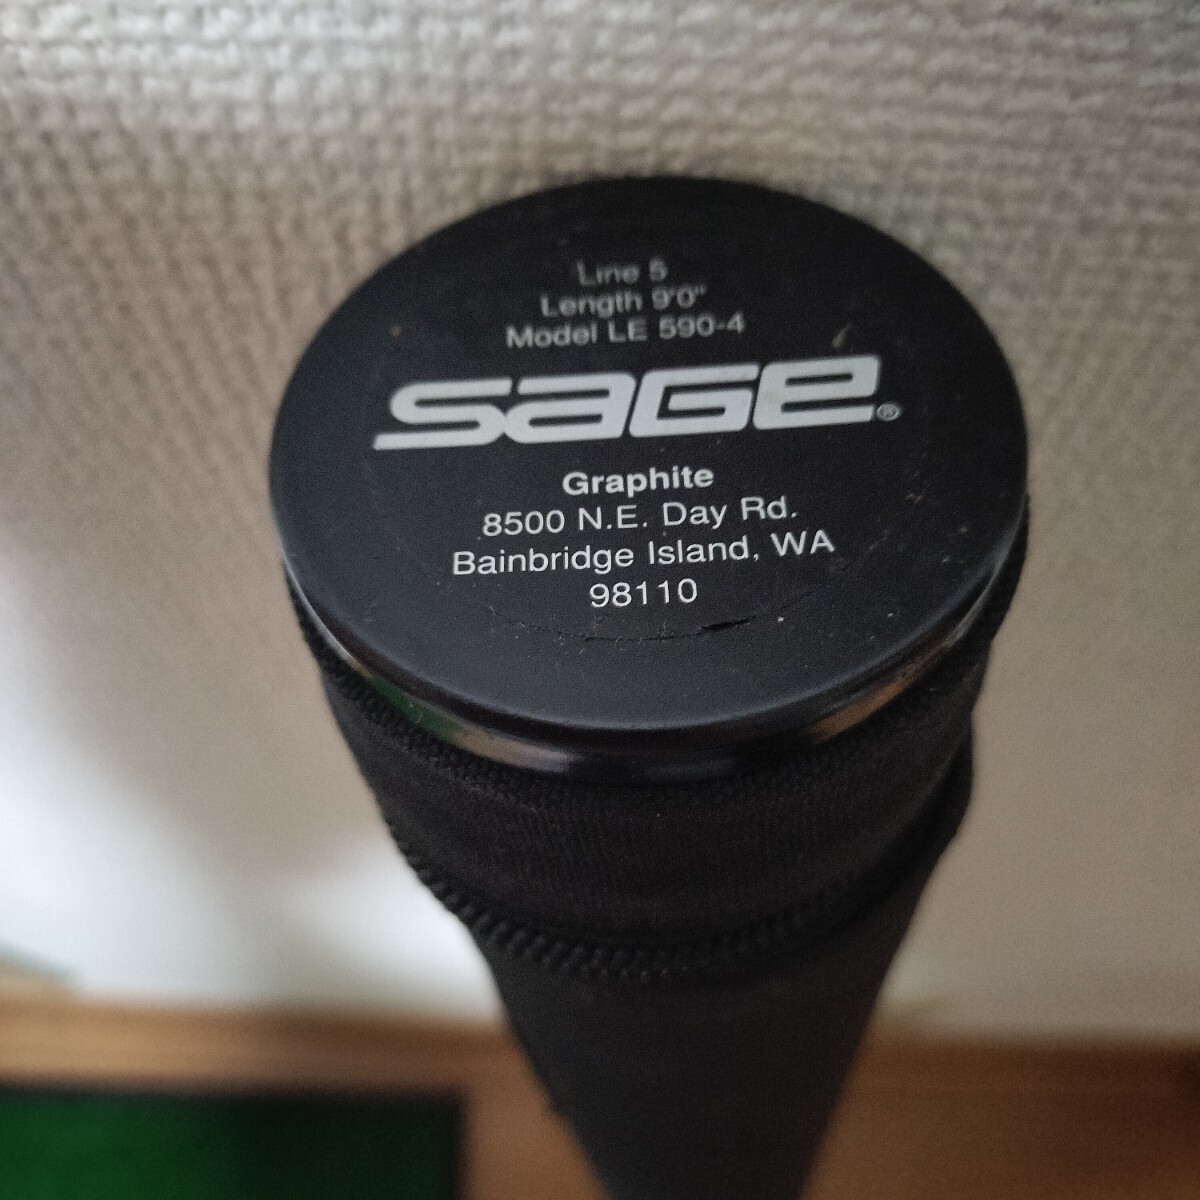 Line 5
Length 9'0"
Model LE 590-4
SAGE®
Graphite
8500 N.E. Day Rd.
Bainbridge Island, WA
98110